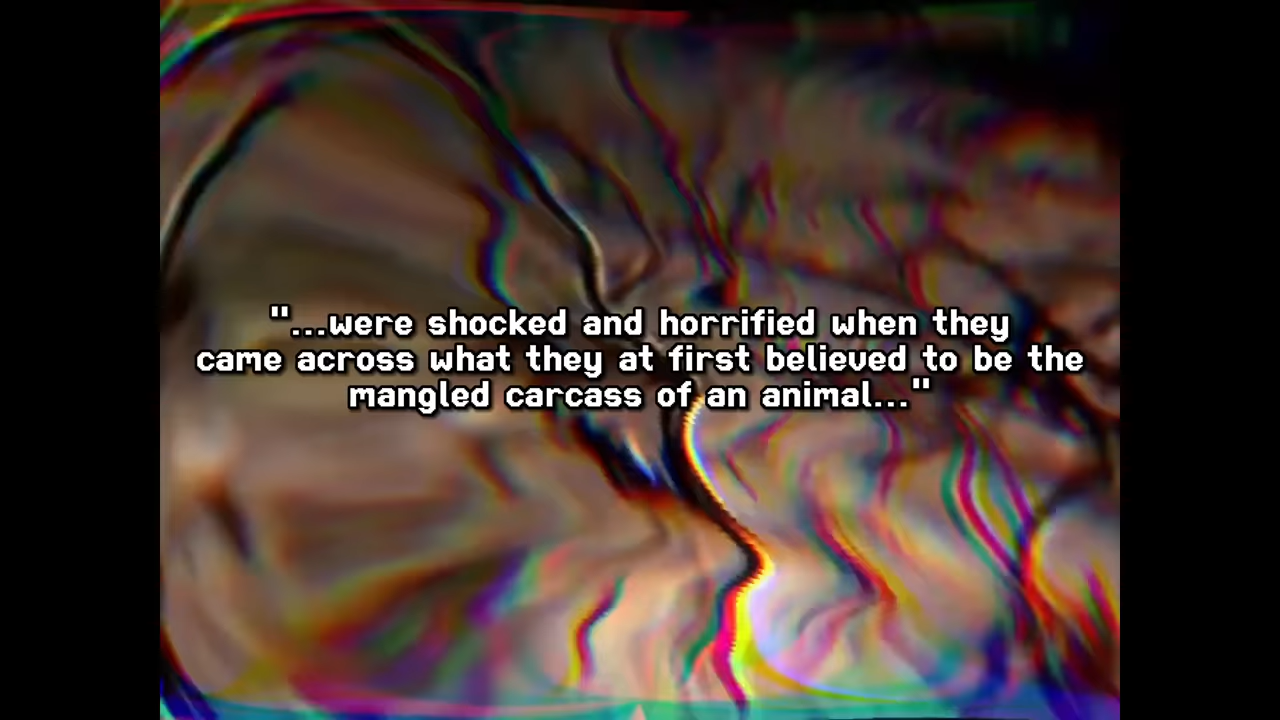 "...were shocked and horrified when they
came across what they at first believed to be the
mangled carcass of an animal..."